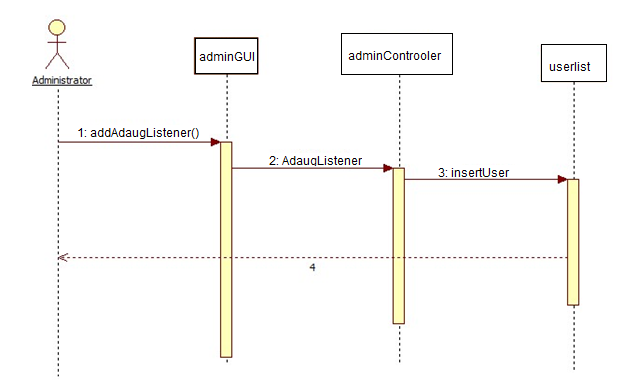 Administrator
adminGUI
adminControoler
userlist
1: addAdaugListener()
2: AdaugListener
3: insertUser
4